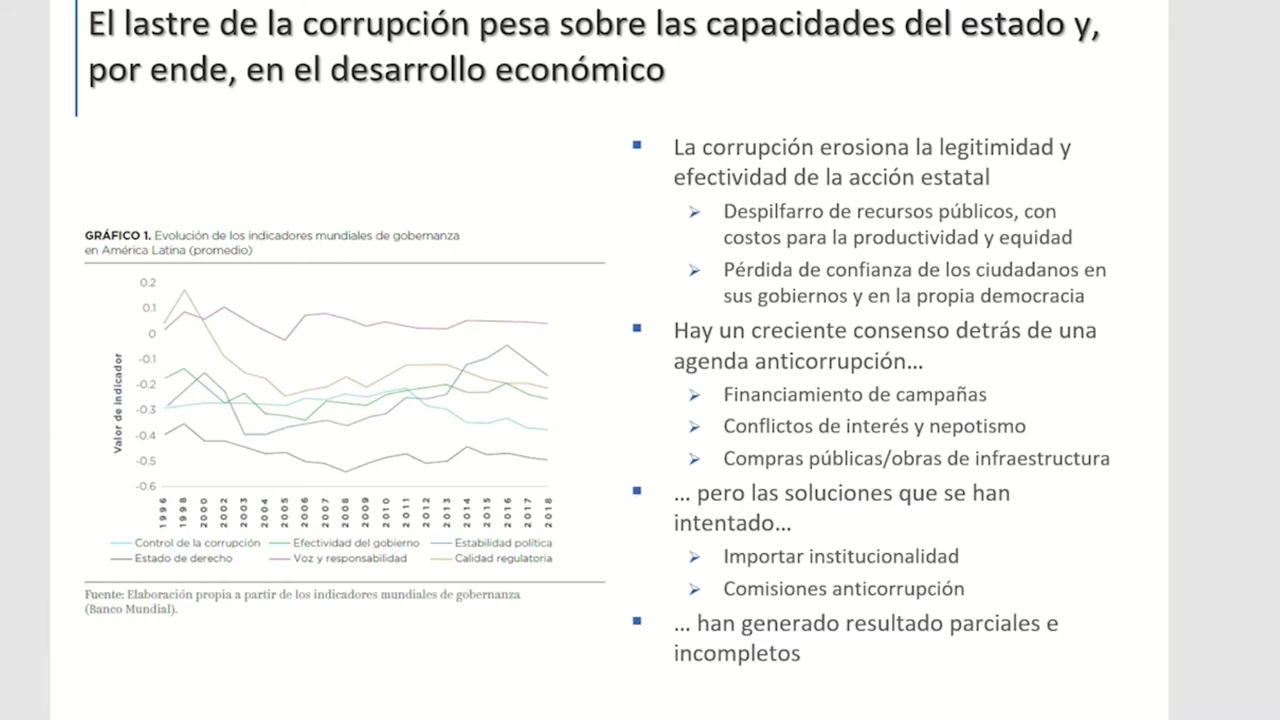 El lastre de la corrupción pesa sobre las capacidades del estado y,
por ende, en el desarrollo económico
GRÁFICO 1. Evolución de los indicadores mundiales de gobernanza
en América Latina (promedio)
Valor de indicador
0.2
0.1
0
-0.1
-0.2
-0.3
-0.4
-0.5
-0.6
1996 1998 2000 2002 2003 2004 2005 2006 2007 2008 2009 2010 2011 2012 2013 2014 2015 2016 2017 2018
Control de la corrupción Efectividad del gobierno Estabilidad política
Estado de derecho Voz y responsabilidad Calidad regulatoria
Fuente: Elaboración propia a partir de los indicadores mundiales de gobernanza
(Banco Mundial).
La corrupción erosiona la legitimidad y
efectividad de la acción estatal
Despilfarro de recursos públicos, con
costos para la productividad y equidad
Pérdida de confianza de los ciudadanos en
sus gobiernos y en la propia democracia
Hay un creciente consenso detrás de una
agenda anticorrupción…
Financiamiento de campañas
Conflictos de interés y nepotismo
Compras públicas/obras de infraestructura
… pero las soluciones que se han
intentado…
Importar institucionalidad
Comisiones anticorrupción
… han generado resultado parciales e
incompletos